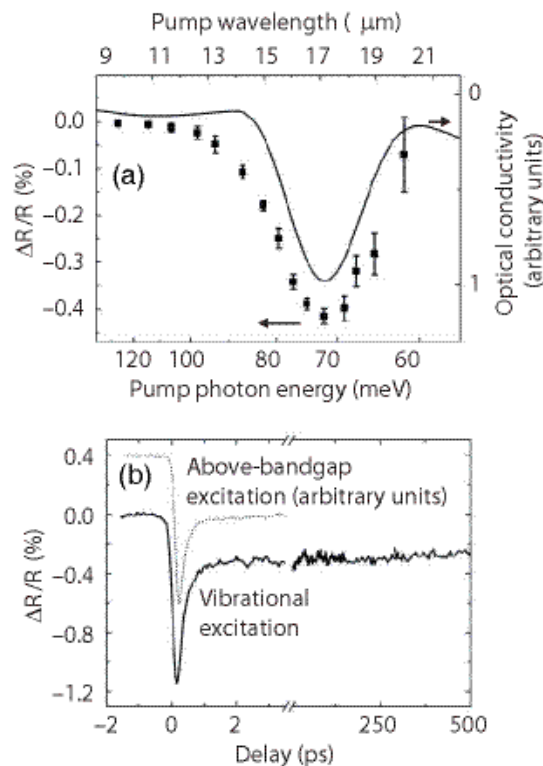 Pump wavelength ( μm)
9 11 13 15 17 19 21
0.0
−0.1
−0.2
−0.3
−0.4
ΔR/R (%)
(a)
0
1
Optical conductivity
(arbitrary units)
120 100 80 70 60
Pump photon energy (meV)
0.4
0.0
−0.4
−0.8
−1.2
ΔR/R (%)
(b)
Above-bandgap
excitation (arbitrary units)
Vibrational
excitation
−2 0 2 250 500
Delay (ps)